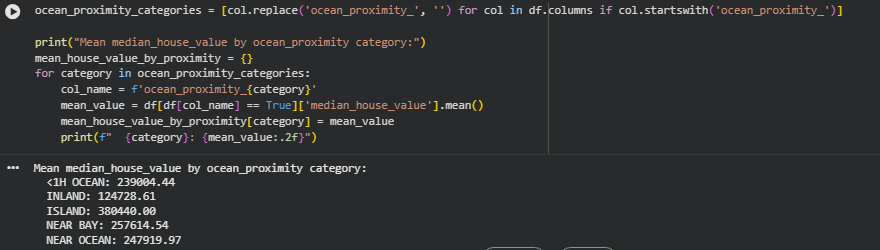 ocean_proximity_categories = [col.replace('ocean_proximity_', '') for col in df.columns if col.startswith('ocean_proximity_')]
print("Mean median_house_value by ocean_proximity category:")
mean_house_value_by_proximity = {}
for category in ocean_proximity_categories:
    col_name = f'ocean_proximity_{category}'
    mean_value = df[df[col_name] == True]['median_house_value'].mean()
    mean_house_value_by_proximity[category] = mean_value
    print(f"  {category}: {mean_value:.2f}")
Mean median_house_value by ocean_proximity category:
  <1H OCEAN: 239004.44
  INLAND: 124728.61
  ISLAND: 380440.00
  NEAR BAY: 257614.54
  NEAR OCEAN: 247919.97